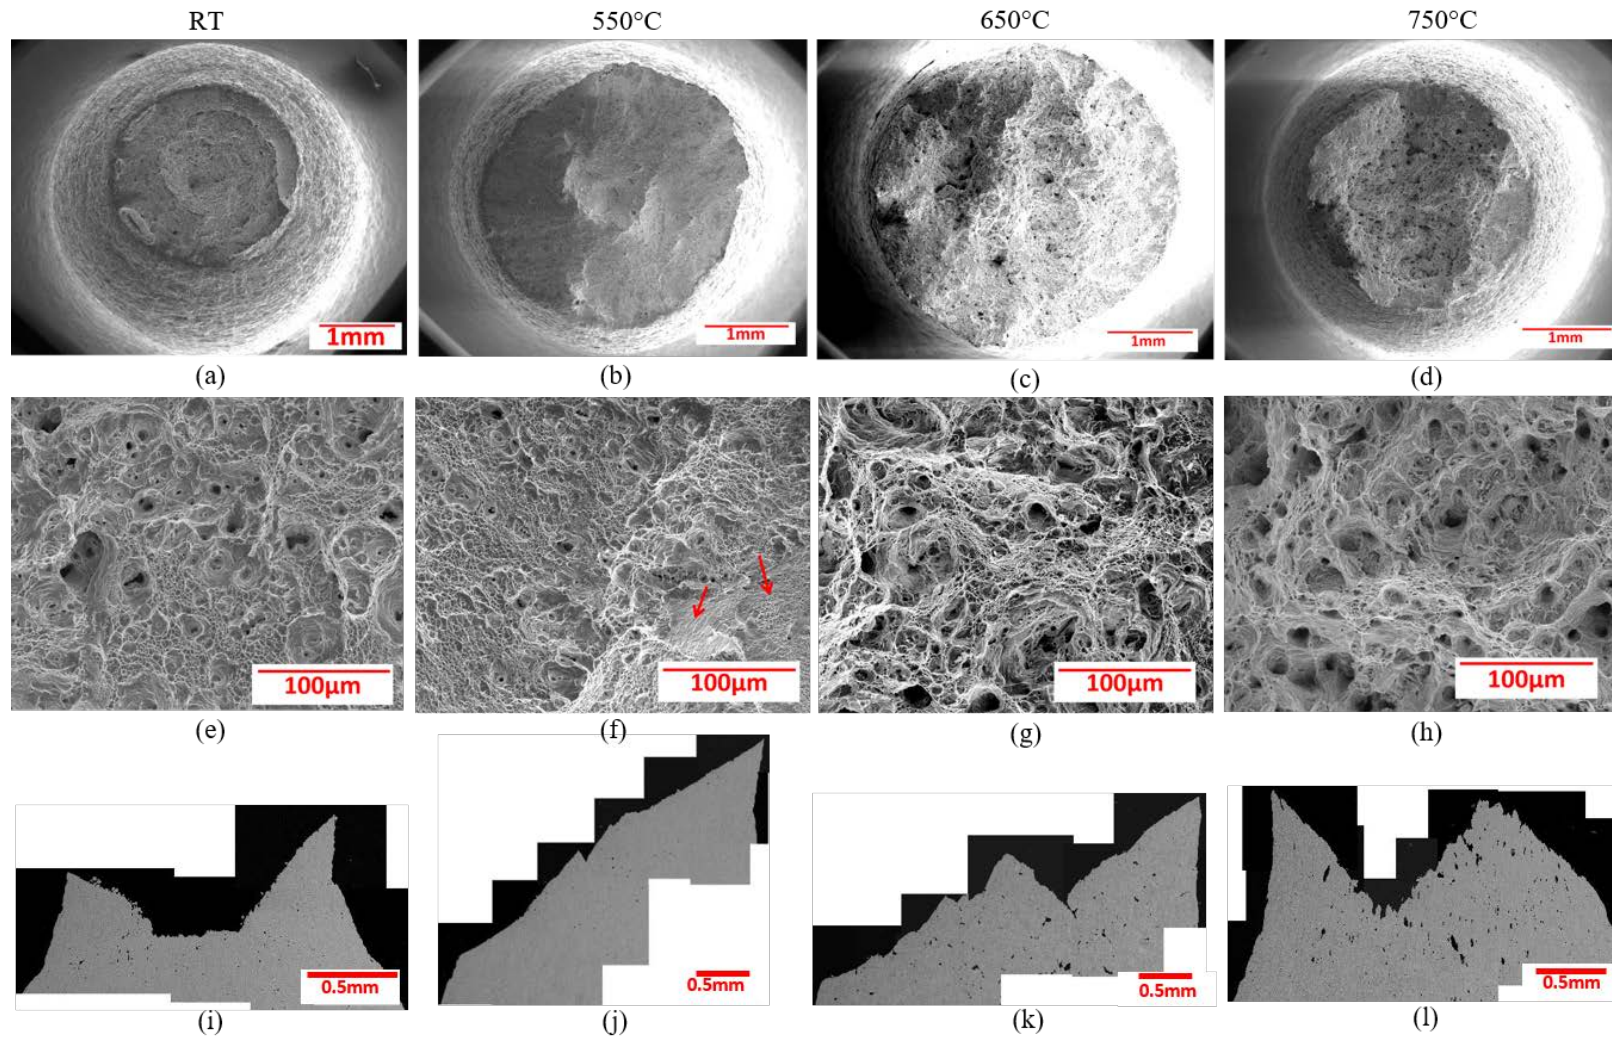 RT 550°C 650°C 750°C
1mm 1mm 1mm 1mm
(a) (b) (c) (d)
100µm 100µm 100µm 100µm
(e) (f) (g) (h)
0.5mm 0.5mm 0.5mm 0.5mm
(i) (j) (k) (l)